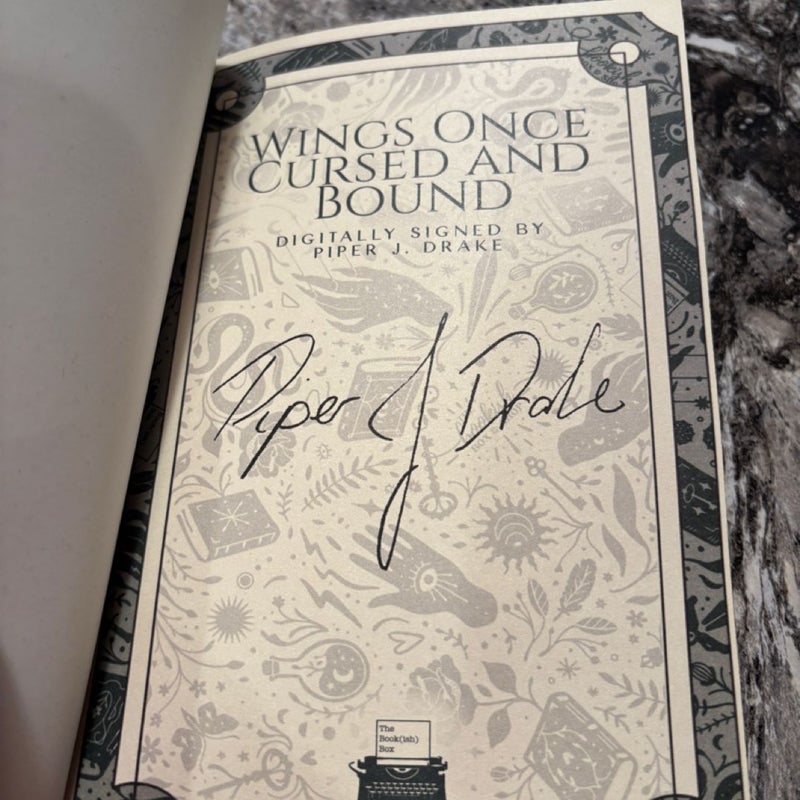 WINGS ONCE
CURSED AND
BOUND
DIGITALLY SIGNED BY
PIPER J. DRAKE
Piper J Drake
The
Book(ish)
Box